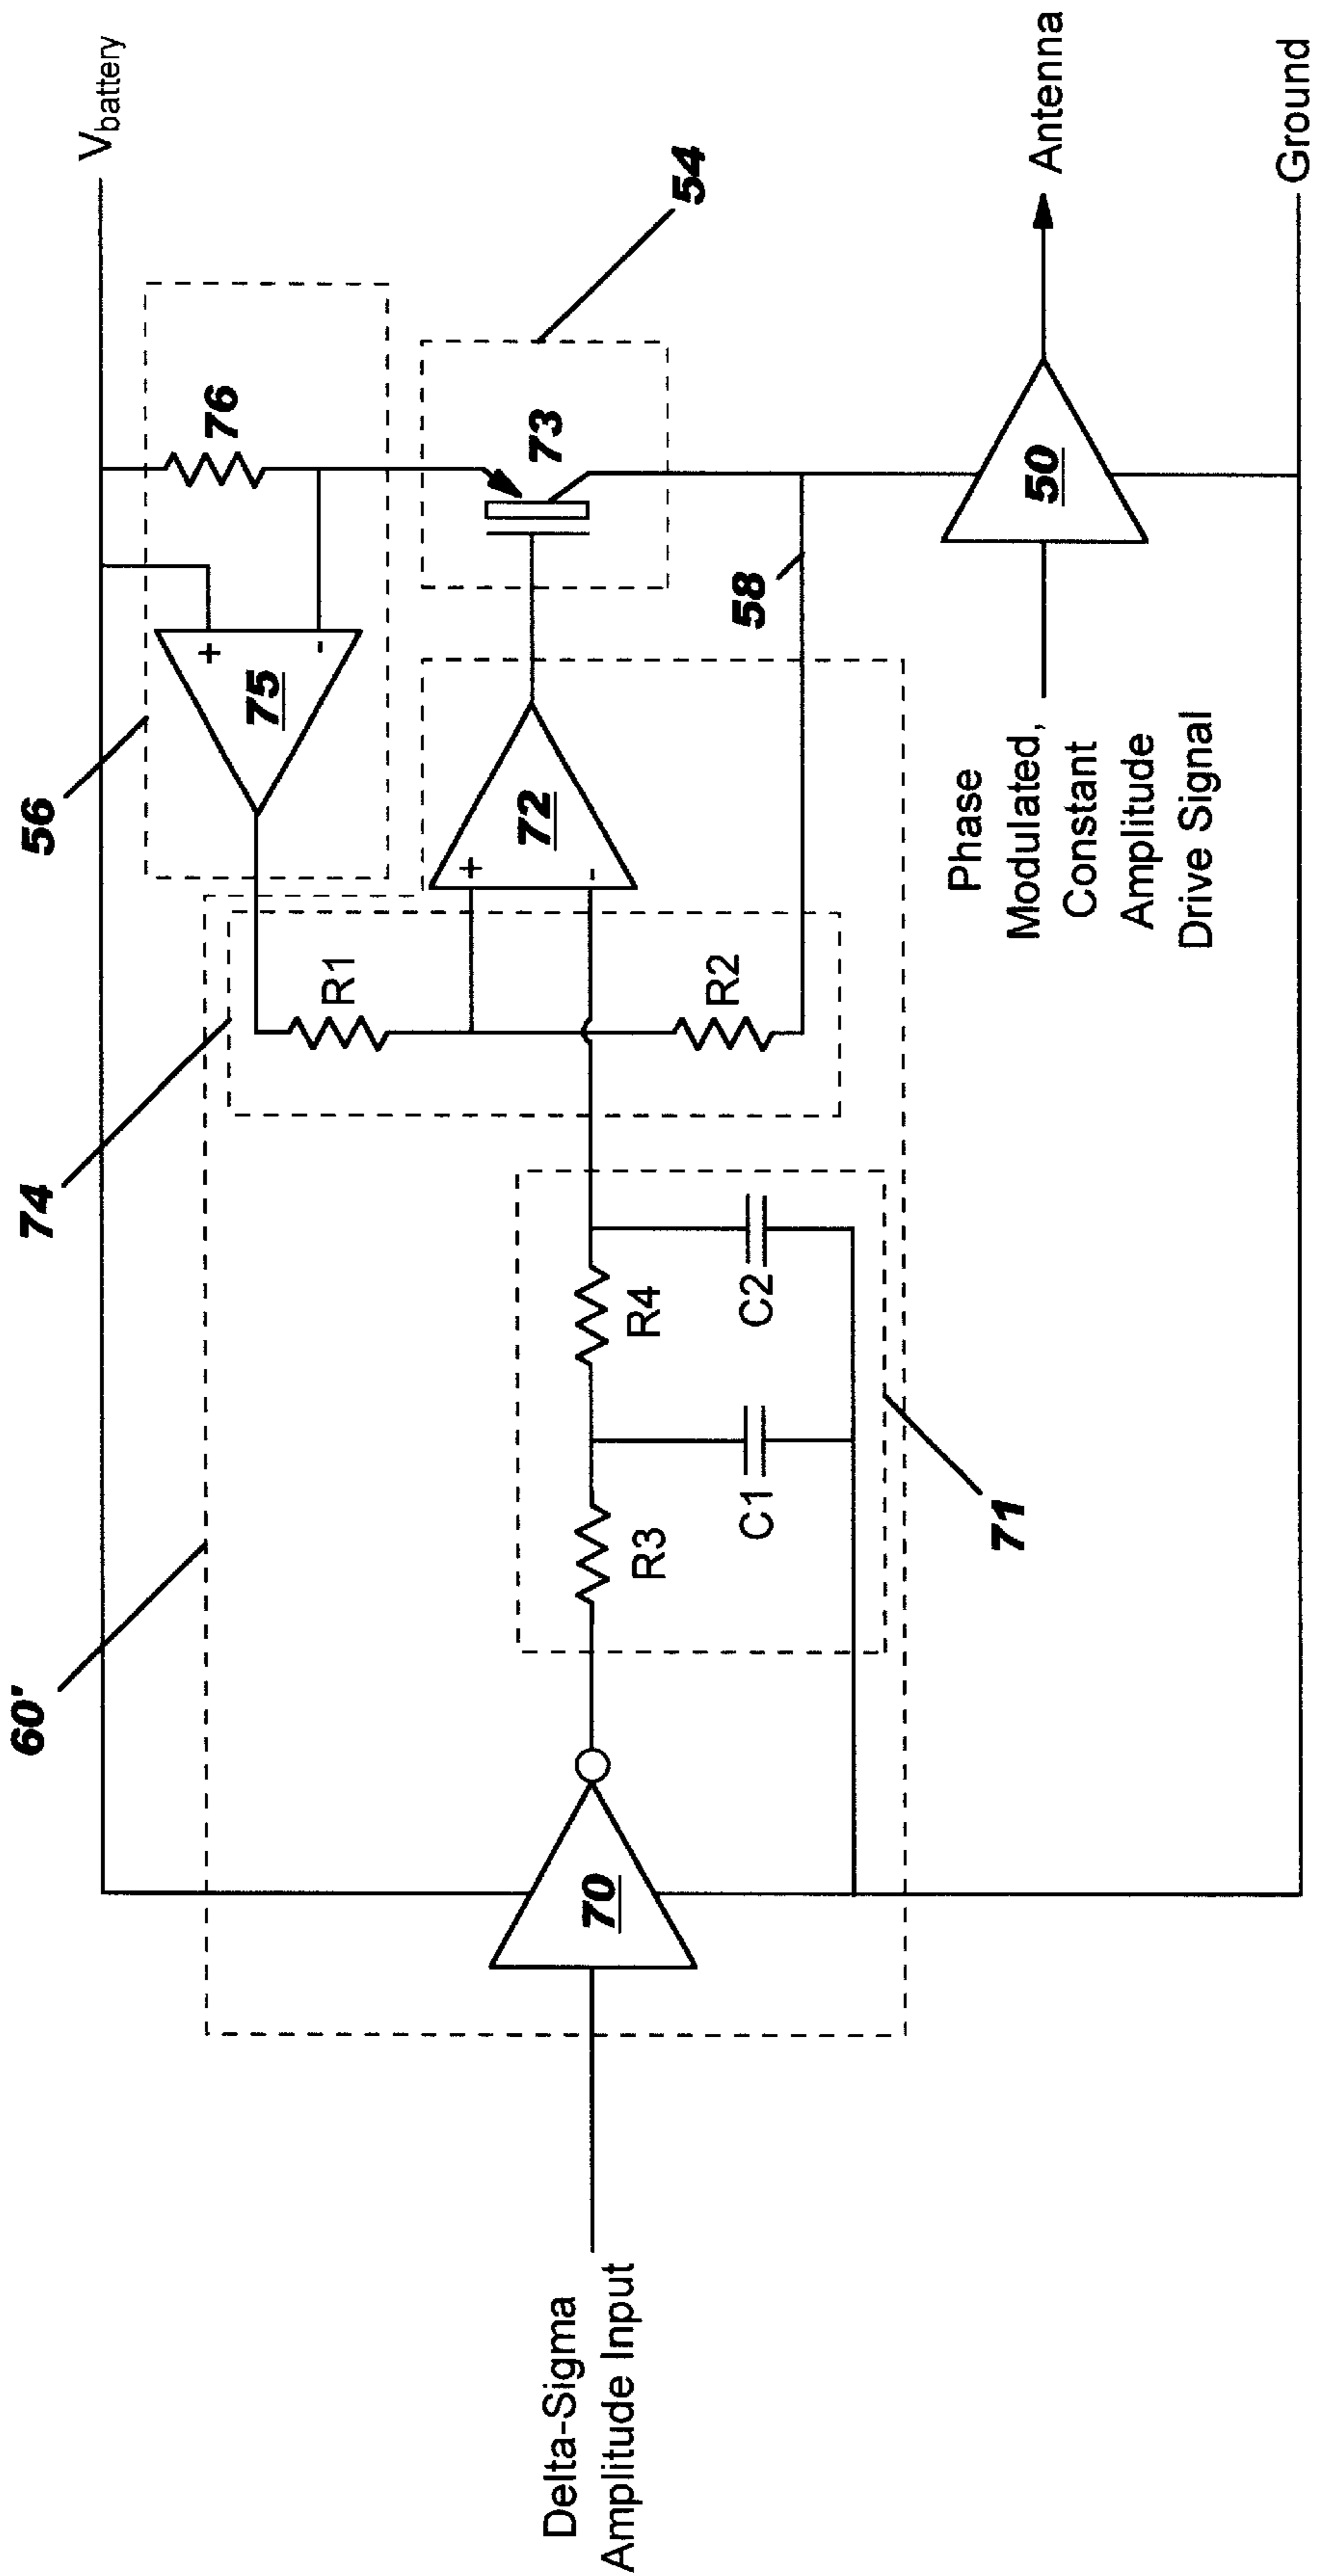 V battery
56
76
75
+
-
54
73
74
72
+
-
R1
R2
58
60'
70
R3
R4
C1
C2
71
50
Antenna
Phase
Modulated,
Constant
Amplitude
Drive Signal
Delta-Sigma
Amplitude Input
Ground